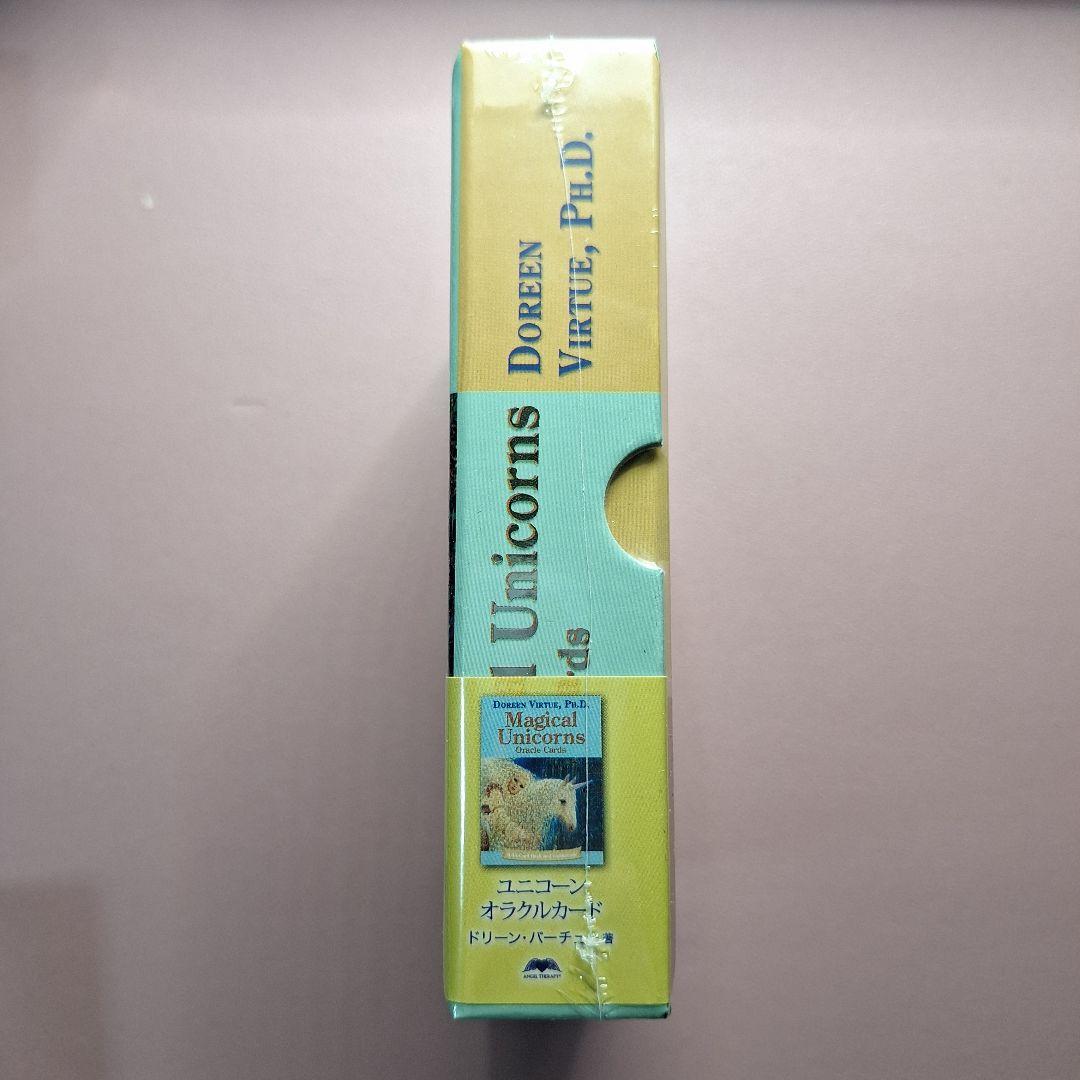 DOREEN
VIRTUE, PH.D.
Unicorns
DOREEN VIRTUE, PH.D.
Magical
Unicorns
Oracle Cards
ユニコーン
オラクルカード
ドリーン・バーチュー 著
ANGEL THERAPY